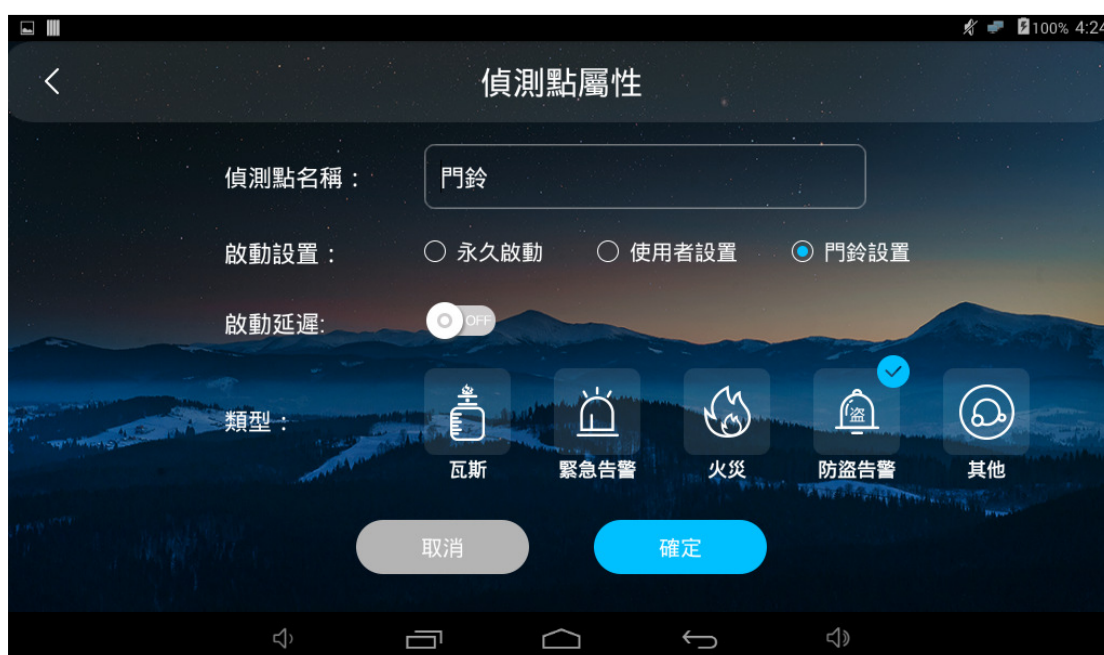 100% 4:24
偵測點屬性
偵測點名稱： 門鈴
啟動設置： 永久啟動 使用者設置 門鈴設置
啟動延遲: OFF
類型： 盜
瓦斯 緊急告警 火災 防盜告警 其他
取消 確定